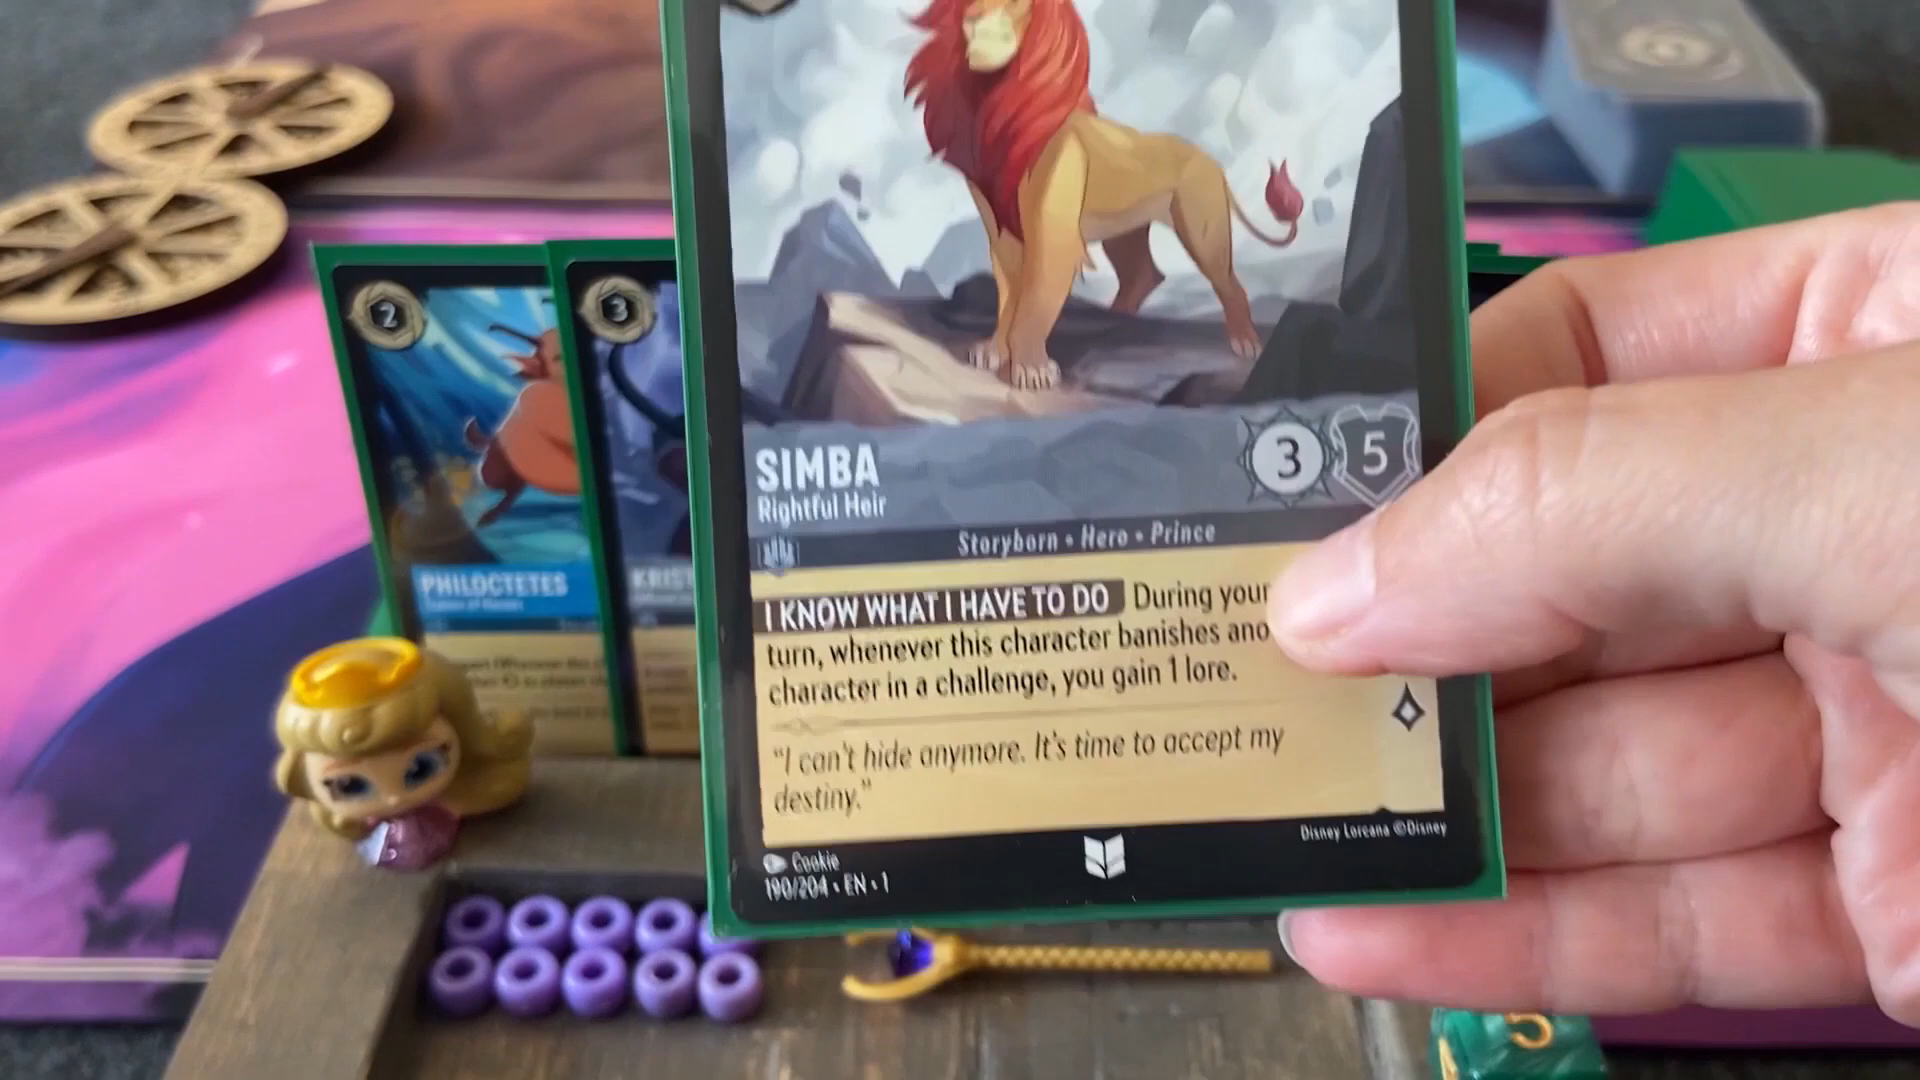 2
3
PHILOCTETES
KRIST
3 5
SIMBA
Rightful Heir
Storyborn • Hero • Prince
I KNOW WHAT I HAVE TO DO During your
turn, whenever this character banishes ano
character in a challenge, you gain 1 lore.
"I can't hide anymore. It's time to accept my
destiny."
Cookie
190/204 • EN • 1
Disney Lorcana ©Disney
5